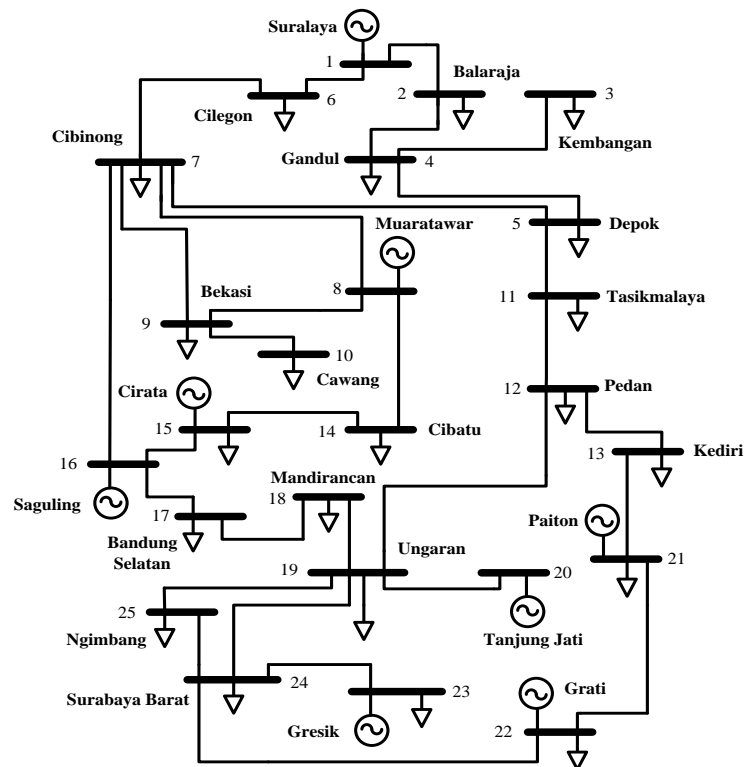 Suralaya
1
Balaraja
2
3
6
Cilegon
Kembangan
Cibinong
7
Gandul
4
5
Depok
Muaratawar
8
11
Tasikmalaya
Bekasi
9
10
Cawang
Cirata
12
Pedan
15
14
Cibatu
13
Kediri
16
Mandirancan
18
Saguling
17
Bandung
Selatan
Paiton
Ungaran
19
20
21
25
Ngimbang
Tanjung Jati
24
23
Grati
Surabaya Barat
Gresik
22